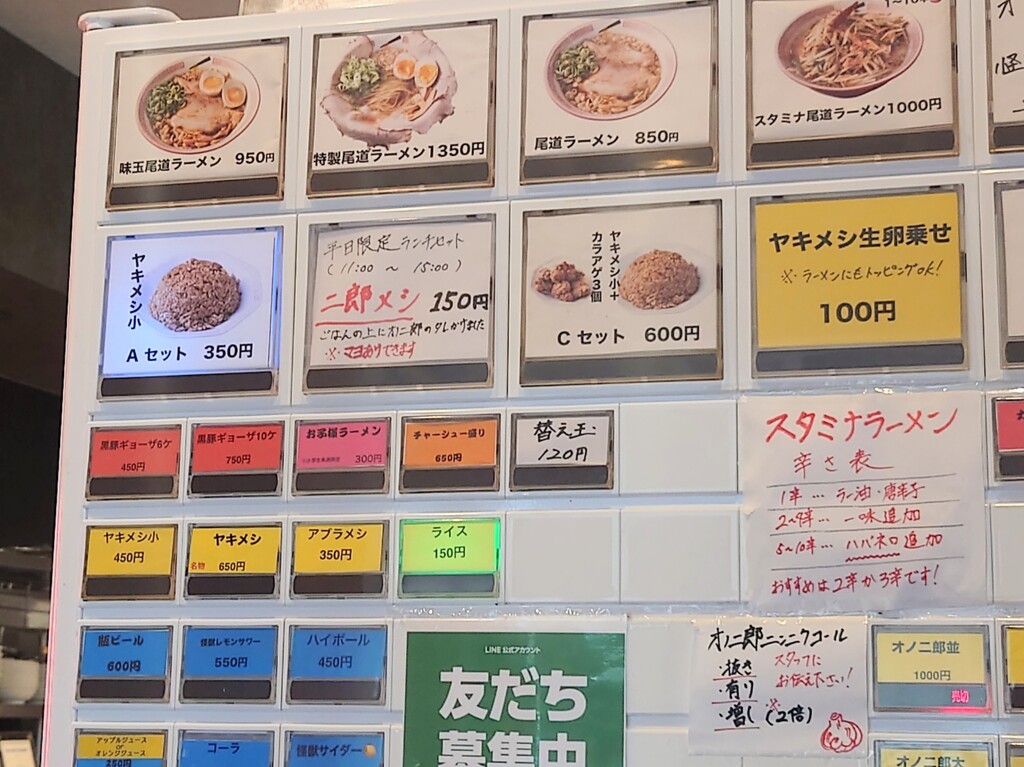 味玉尾道ラーメン 950円
特製尾道ラーメン1350円
尾道ラーメン 850円
スタミナ尾道ラーメン1000円
ヤキメシ小
Aセット 350円
平日限定ランチセット
(11:00 ～ 15:00)
二郎メシ 150円
ごはんの上にオニ郎のタレかけました
※マヨありできます
ヤキメシ小+
カラアゲ3個
Cセット 600円
ヤキメシ生卵乗せ
※ラーメンにもトッピングOK!
100円
黒豚ギョーザ6ケ
450円
黒豚ギョーザ10ケ
750円
お子様ラーメン
300円
チャーシュー盛り
650円
替え玉
120円
スタミナラーメン
辛さ表
1辛… ラー油・唐辛子
2~4辛… 一味追加
5~10辛… ハバネロ追加
おすすめは2辛か3辛です!
ヤキメシ小
450円
ヤキメシ
名物 650円
アブラメシ
350円
ライス
150円
瓶ビール
600円
怪獣レモンサワー
550円
ハイボール
450円
LINE 公式アカウント
友だち
募集中
オノ二郎ニンニクコール
・抜き
・有り
・増し (2倍)
スタッフに
お伝え下さい!
※
オノ二郎並
1000円
売切
アップルジュース
or
オレンジジュース
250円
コーラ
怪獣サイダー
オノ二郎大